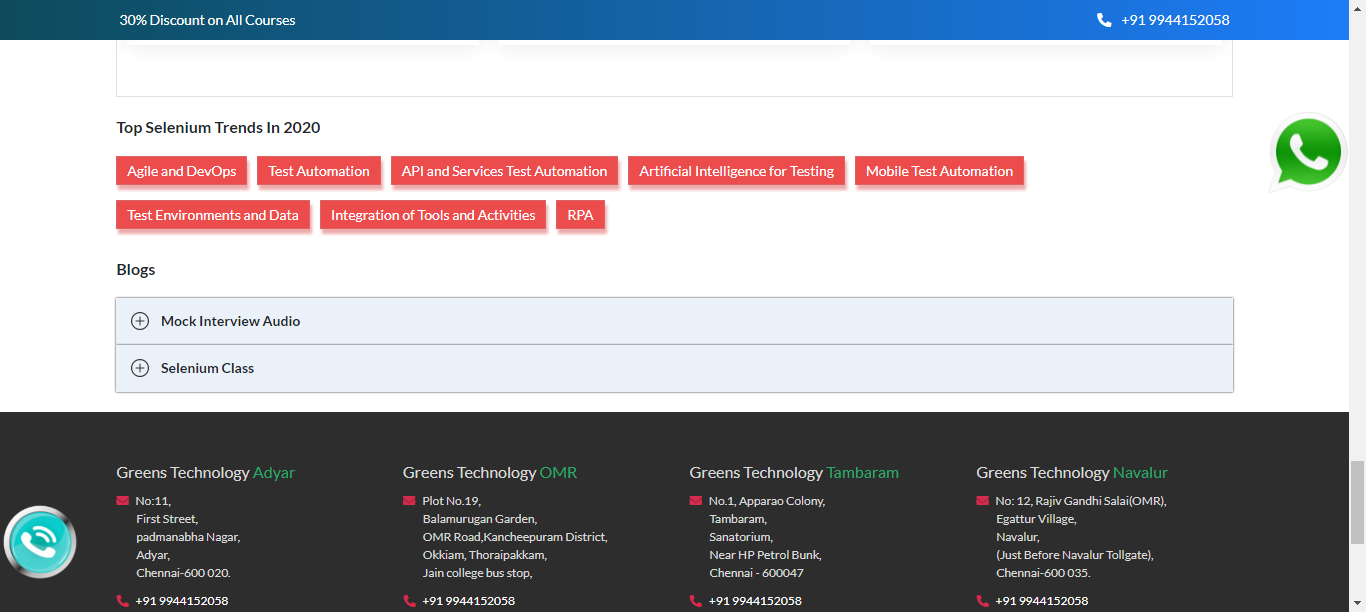 30% Discount on All Courses
+91 9944152058
Top Selenium Trends In 2020
Agile and DevOps
Test Automation
API and Services Test Automation
Artificial Intelligence for Testing
Mobile Test Automation
Test Environments and Data
Integration of Tools and Activities
RPA
Blogs
Mock Interview Audio
Selenium Class
Greens Technology Adyar
No:11,
First Street,
padmanabha Nagar,
Adyar,
Chennai-600 020.
+91 9944152058
Greens Technology OMR
Plot No.19,
Balamurugan Garden,
OMR Road,Kancheepuram District,
Okkiam, Thoraipakkam,
Jain college bus stop,
+91 9944152058
Greens Technology Tambaram
No.1, Apparao Colony,
Tambaram,
Sanatorium,
Near HP Petrol Bunk,
Chennai - 600047
+91 9944152058
Greens Technology Navalur
No: 12, Rajiv Gandhi Salai(OMR),
Egattur Village,
Navalur,
(Just Before Navalur Tollgate),
Chennai-600 035.
+91 9944152058